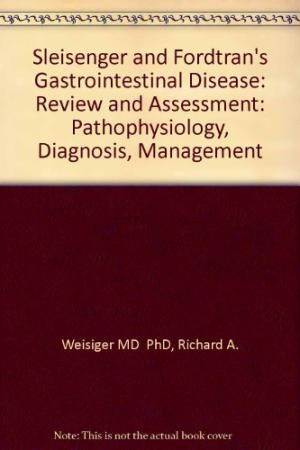 Sleisenger and Fordtran's
Gastrointestinal Disease:
Review and Assessment:
Pathophysiology,
Diagnosis, Management
Weisiger MD  PhD, Richard A.
Note: This is not the actual book cover